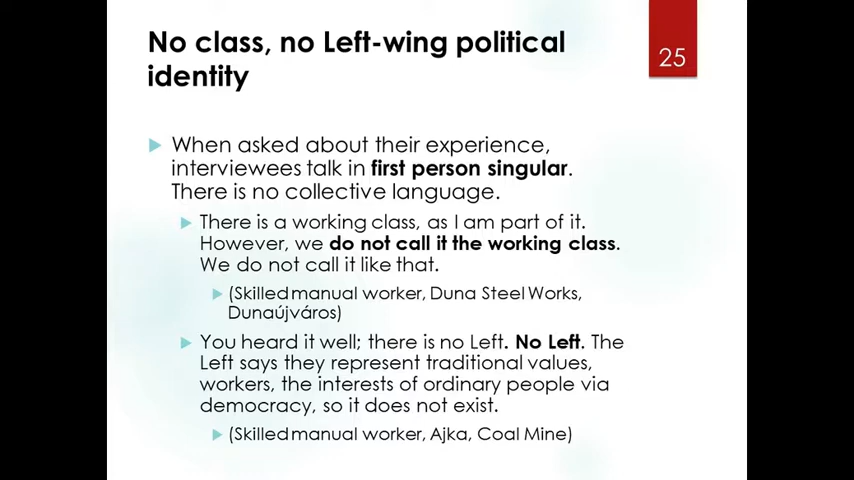 No class, no Left-wing political
identity
25
When asked about their experience,
interviewees talk in first person singular.
There is no collective language.
There is a working class, as I am part of it.
However, we do not call it the working class.
We do not call it like that.
(Skilled manual worker, Duna Steel Works,
Dunaújváros)
You heard it well; there is no Left. No Left. The
Left says they represent traditional values,
workers, the interests of ordinary people via
democracy, so it does not exist.
(Skilled manual worker, Ajka, Coal Mine)